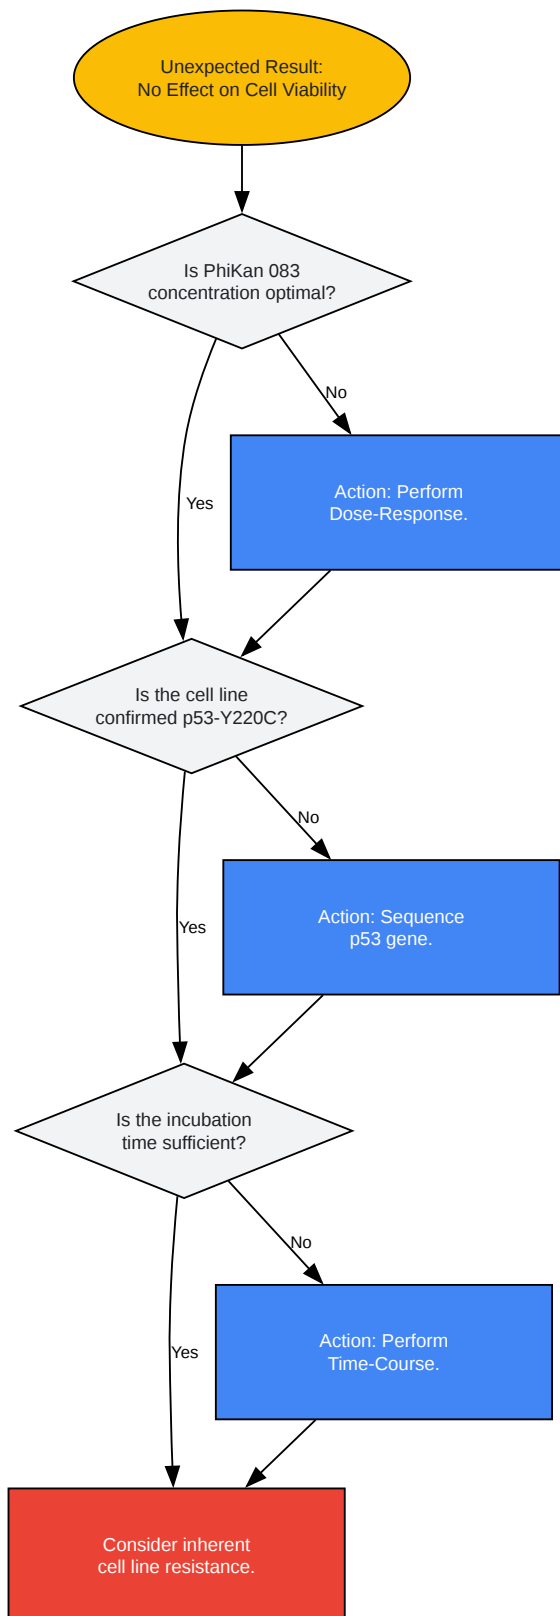 Unexpected Result:
No Effect on Cell Viability
Is PhiKan 083
concentration optimal?
No
Yes
Action: Perform
Dose-Response.
Is the cell line
confirmed p53-Y220C?
No
Yes
Action: Sequence
p53 gene.
Is the incubation
time sufficient?
No
Yes
Action: Perform
Time-Course.
Consider inherent
cell line resistance.